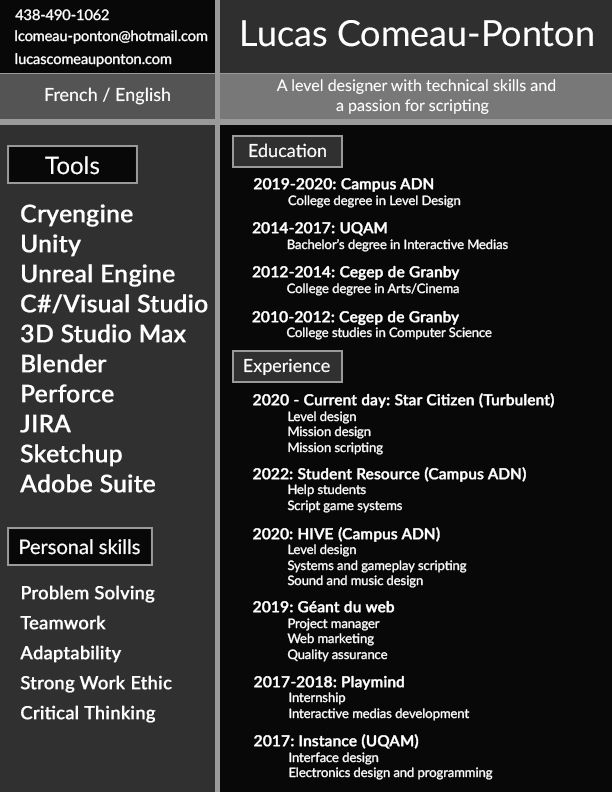 438-490-1062
lcomeau-ponton@hotmail.com
lucascomeauponton.com
French / English
Lucas Comeau-Ponton
A level designer with technical skills and
a passion for scripting
Tools
Cryengine
Unity
Unreal Engine
C#/Visual Studio
3D Studio Max
Blender
Perforce
JIRA
Sketchup
Adobe Suite
Personal skills
Problem Solving
Teamwork
Adaptability
Strong Work Ethic
Critical Thinking
Education
2019-2020: Campus ADN
College degree in Level Design
2014-2017: UQAM
Bachelor's degree in Interactive Medias
2012-2014: Cegep de Granby
College degree in Arts/Cinema
2010-2012: Cegep de Granby
College studies in Computer Science
Experience
2020 - Current day: Star Citizen (Turbulent)
Level design
Mission design
Mission scripting
2022: Student Resource (Campus ADN)
Help students
Script game systems
2020: HIVE (Campus ADN)
Level design
Systems and gameplay scripting
Sound and music design
2019: Géant du web
Project manager
Web marketing
Quality assurance
2017-2018: Playmind
Internship
Interactive medias development
2017: Instance (UQAM)
Interface design
Electronics design and programming